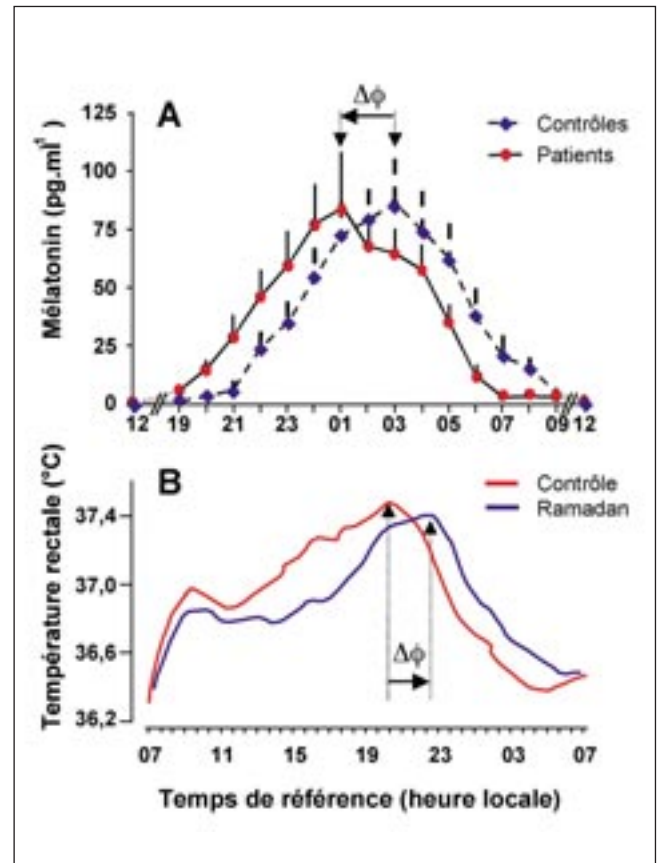 A
Δϕ
Contrôles
Patients
Mélatonin (pg.ml¹)
125
100
75
50
25
0
12 19 21 23 01 03 05 07 09 12
B
Contrôle
Ramadan
Température rectale (°C)
37,4
37,0
36,6
36,2
Δϕ
07 11 15 19 23 03 07
Temps de référence (heure locale)